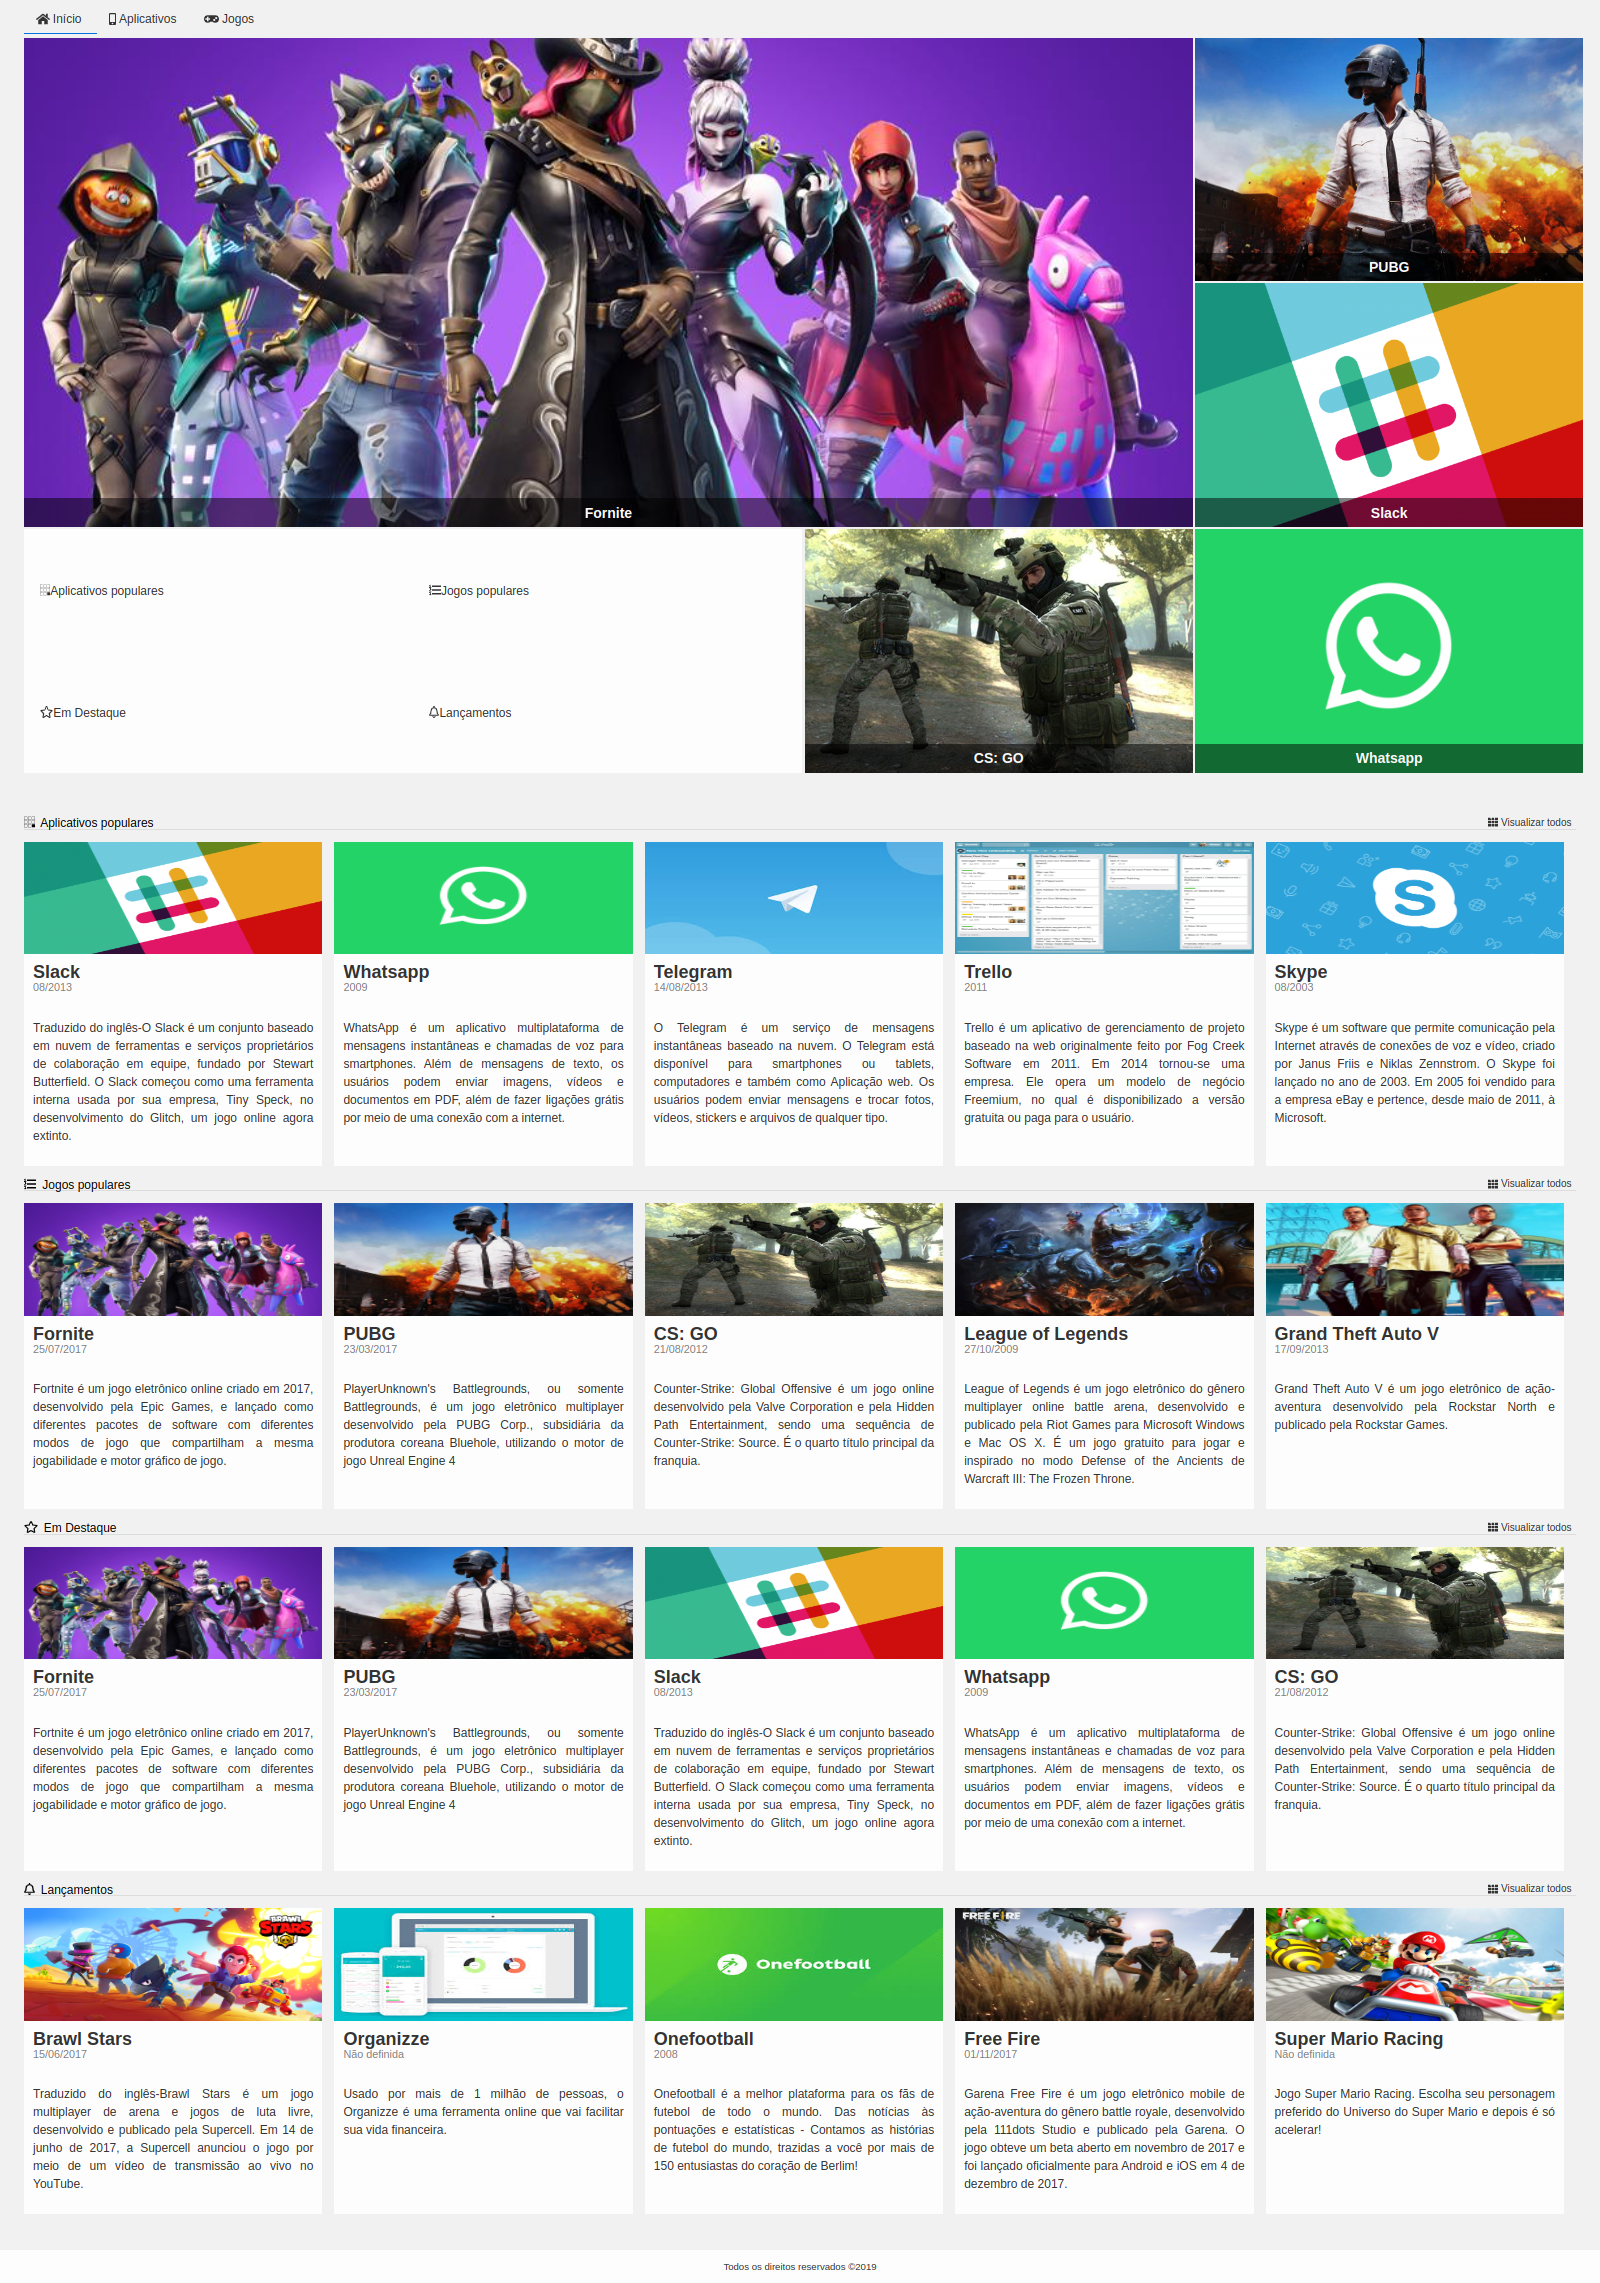 Início Aplicativos Jogos
PUBG
Fornite
Slack
Aplicativos populares
Jogos populares
Em Destaque
Lançamentos
CS: GO
Whatsapp
Aplicativos populares
Visualizar todos
Slack
08/2013
Traduzido do inglês-O Slack é um conjunto baseado
em nuvem de ferramentas e serviços proprietários
de colaboração em equipe, fundado por Stewart
Butterfield. O Slack começou como uma ferramenta
interna usada por sua empresa, Tiny Speck, no
desenvolvimento do Glitch, um jogo online agora
extinto.
Whatsapp
2009
WhatsApp é um aplicativo multiplataforma de
mensagens instantâneas e chamadas de voz para
smartphones. Além de mensagens de texto, os
usuários podem enviar imagens, vídeos e
documentos em PDF, além de fazer ligações grátis
por meio de uma conexão com a internet.
Telegram
14/08/2013
O Telegram é um serviço de mensagens
instantâneas baseado na nuvem. O Telegram está
disponível para smartphones ou tablets,
computadores e também como Aplicação web. Os
usuários podem enviar mensagens e trocar fotos,
vídeos, stickers e arquivos de qualquer tipo.
Trello
2011
Trello é um aplicativo de gerenciamento de projeto
baseado na web originalmente feito por Fog Creek
Software em 2011. Em 2014 tornou-se uma
empresa. Ele opera um modelo de negócio
Freemium, no qual é disponibilizado a versão
gratuita ou paga para o usuário.
Skype
08/2003
Skype é um software que permite comunicação pela
Internet através de conexões de voz e vídeo, criado
por Janus Friis e Niklas Zennstrom. O Skype foi
lançado no ano de 2003. Em 2005 foi vendido para
a empresa eBay e pertence, desde maio de 2011, à
Microsoft.
Jogos populares
Visualizar todos
Fornite
25/07/2017
Fortnite é um jogo eletrônico online criado em 2017,
desenvolvido pela Epic Games, e lançado como
diferentes pacotes de software com diferentes
modos de jogo que compartilham a mesma
jogabilidade e motor gráfico de jogo.
PUBG
23/03/2017
PlayerUnknown's Battlegrounds, ou somente
Battlegrounds, é um jogo eletrônico multiplayer
desenvolvido pela PUBG Corp., subsidiária da
produtora coreana Bluehole, utilizando o motor de
jogo Unreal Engine 4
CS: GO
21/08/2012
Counter-Strike: Global Offensive é um jogo online
desenvolvido pela Valve Corporation e pela Hidden
Path Entertainment, sendo uma sequência de
Counter-Strike: Source. É o quarto título principal da
franquia.
League of Legends
27/10/2009
League of Legends é um jogo eletrônico do gênero
multiplayer online battle arena, desenvolvido e
publicado pela Riot Games para Microsoft Windows
e Mac OS X. É um jogo gratuito para jogar e
inspirado no modo Defense of the Ancients de
Warcraft III: The Frozen Throne.
Grand Theft Auto V
17/09/2013
Grand Theft Auto V é um jogo eletrônico de ação-
aventura desenvolvido pela Rockstar North e
publicado pela Rockstar Games.
Em Destaque
Visualizar todos
Fornite
25/07/2017
Fortnite é um jogo eletrônico online criado em 2017,
desenvolvido pela Epic Games, e lançado como
diferentes pacotes de software com diferentes
modos de jogo que compartilham a mesma
jogabilidade e motor gráfico de jogo.
PUBG
23/03/2017
PlayerUnknown's Battlegrounds, ou somente
Battlegrounds, é um jogo eletrônico multiplayer
desenvolvido pela PUBG Corp., subsidiária da
produtora coreana Bluehole, utilizando o motor de
jogo Unreal Engine 4
Slack
08/2013
Traduzido do inglês-O Slack é um conjunto baseado
em nuvem de ferramentas e serviços proprietários
de colaboração em equipe, fundado por Stewart
Butterfield. O Slack começou como uma ferramenta
interna usada por sua empresa, Tiny Speck, no
desenvolvimento do Glitch, um jogo online agora
extinto.
Whatsapp
2009
WhatsApp é um aplicativo multiplataforma de
mensagens instantâneas e chamadas de voz para
smartphones. Além de mensagens de texto, os
usuários podem enviar imagens, vídeos e
documentos em PDF, além de fazer ligações grátis
por meio de uma conexão com a internet.
CS: GO
21/08/2012
Counter-Strike: Global Offensive é um jogo online
desenvolvido pela Valve Corporation e pela Hidden
Path Entertainment, sendo uma sequência de
Counter-Strike: Source. É o quarto título principal da
franquia.
Lançamentos
Visualizar todos
BRAWL
STARS
Brawl Stars
15/06/2017
Traduzido do inglês-Brawl Stars é um jogo
multiplayer de arena e jogos de luta livre,
desenvolvido e publicado pela Supercell. Em 14 de
junho de 2017, a Supercell anunciou o jogo por
meio de um vídeo de transmissão ao vivo no
YouTube.
Organizze
Não definida
Usado por mais de 1 milhão de pessoas, o
Organizze é uma ferramenta online que vai facilitar
sua vida financeira.
Onefootball
Onefootball
2008
Onefootball é a melhor plataforma para os fãs de
futebol de todo o mundo. Das notícias às
pontuações e estatísticas - Contamos as histórias
de futebol do mundo, trazidas a você por mais de
150 entusiastas do coração de Berlim!
FREE FIRE
Free Fire
01/11/2017
Garena Free Fire é um jogo eletrônico mobile de
ação-aventura do gênero battle royale, desenvolvido
pela 111dots Studio e publicado pela Garena. O
jogo obteve um beta aberto em novembro de 2017 e
foi lançado oficialmente para Android e iOS em 4 de
dezembro de 2017.
Super Mario Racing
Não definida
Jogo Super Mario Racing. Escolha seu personagem
preferido do Universo do Super Mario e depois é só
acelerar!
Todos os direitos reservados ©2019